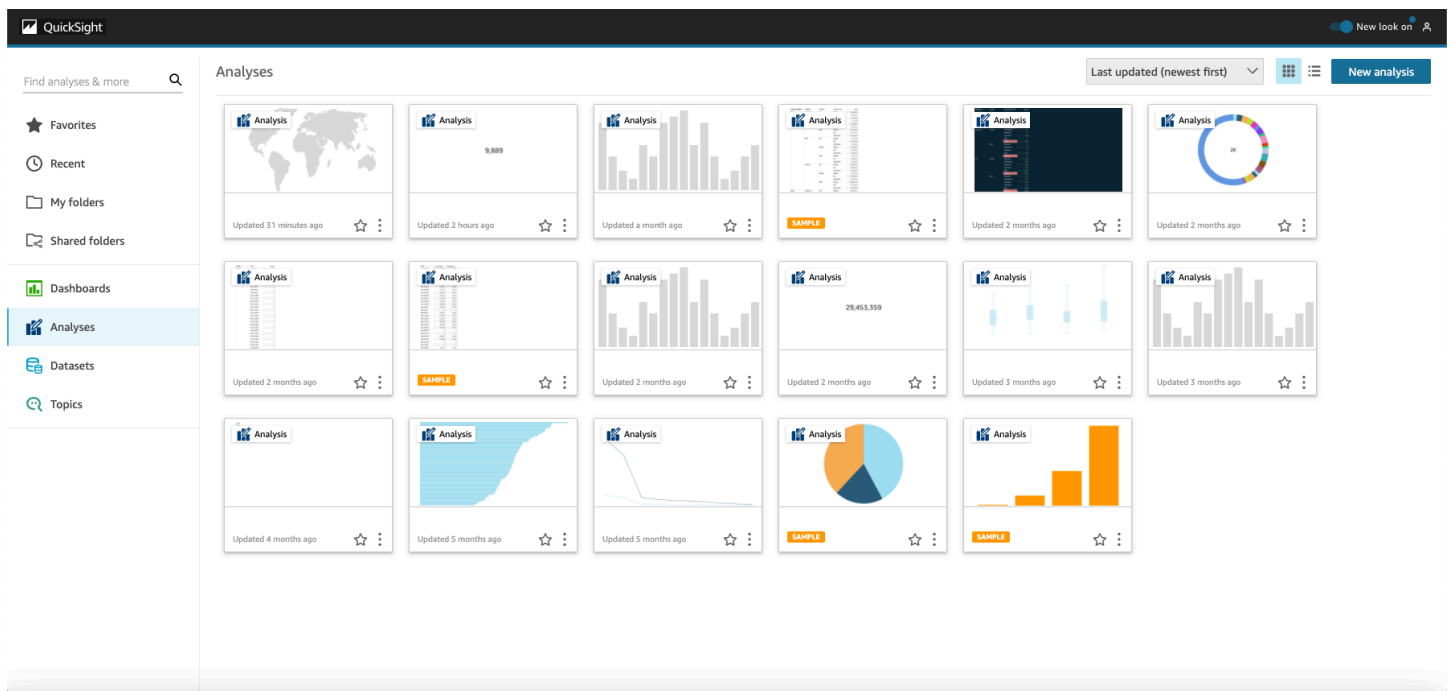 QuickSight
New look on
Find analyses & more
Favorites
Recent
My folders
Shared folders
Dashboards
Analyses
Datasets
Topics
Analyses
Last updated (newest first)
New analysis
Analysis
Updated 31 minutes ago
Analysis
9,889
Updated 2 hours ago
Analysis
Updated a month ago
Analysis
SAMPLE
Analysis
Updated 2 months ago
Analysis
2K
Updated 2 months ago
Analysis
Updated 2 months ago
Analysis
SAMPLE
Analysis
Updated 2 months ago
Analysis
29,453,359
Updated 2 months ago
Analysis
Updated 3 months ago
Analysis
Updated 3 months ago
Analysis
Updated 4 months ago
Analysis
Updated 5 months ago
Analysis
Updated 5 months ago
Analysis
SAMPLE
Analysis
SAMPLE